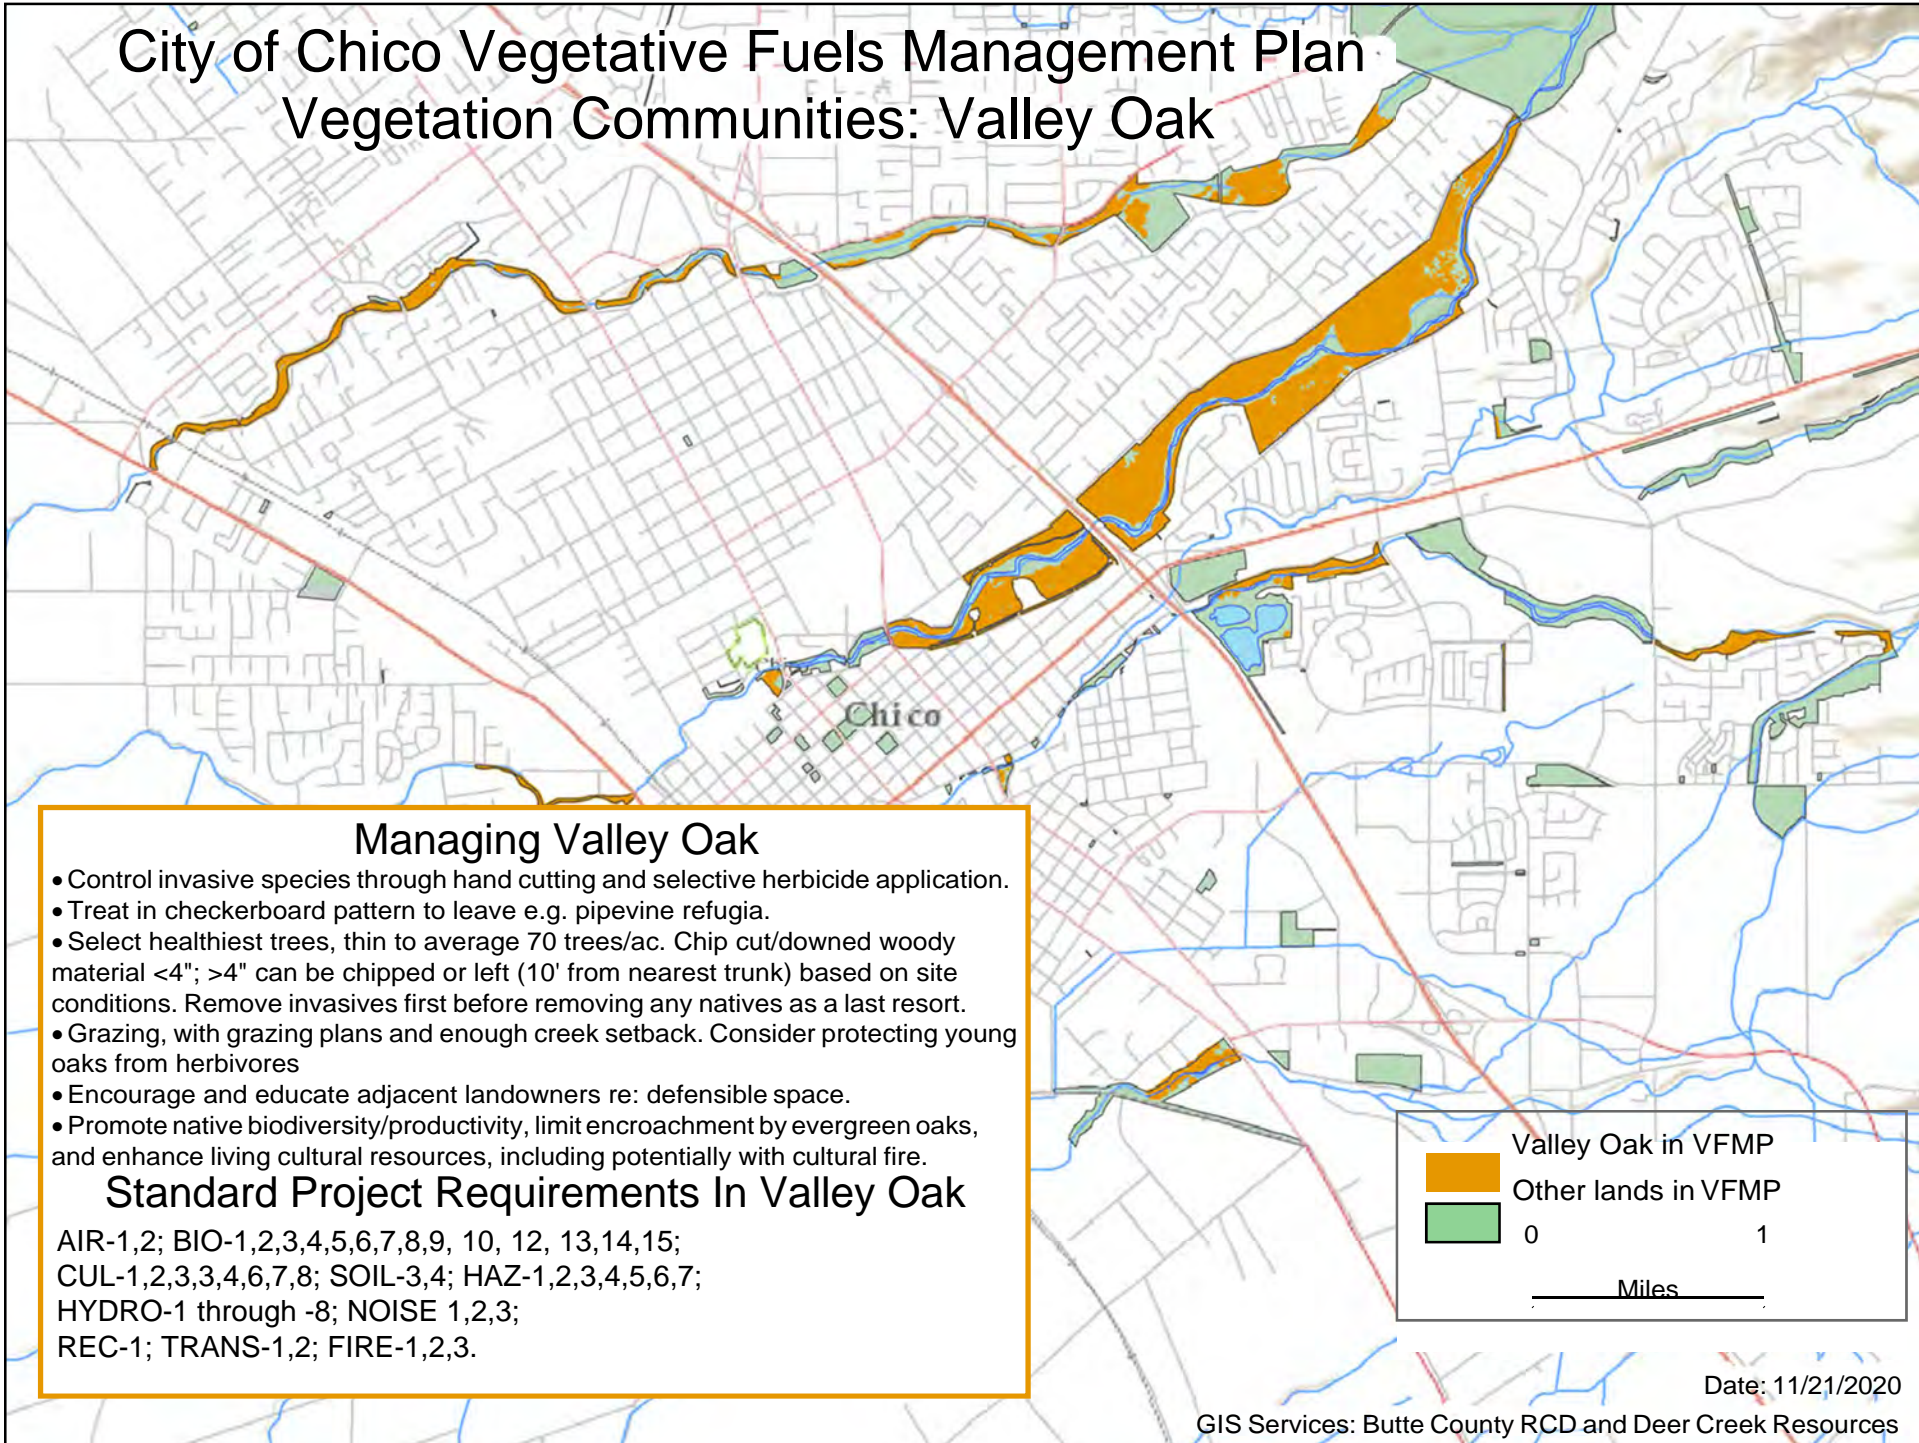 City of Chico Vegetative Fuels Management Plan
Vegetation Communities: Valley Oak
Chico
Managing Valley Oak
• Control invasive species through hand cutting and selective herbicide application.
• Treat in checkerboard pattern to leave e.g. pipevine refugia.
• Select healthiest trees, thin to average 70 trees/ac. Chip cut/downed woody
material <4"; >4" can be chipped or left (10' from nearest trunk) based on site
conditions. Remove invasives first before removing any natives as a last resort.
• Grazing, with grazing plans and enough creek setback. Consider protecting young
oaks from herbivores
• Encourage and educate adjacent landowners re: defensible space.
• Promote native biodiversity/productivity, limit encroachment by evergreen oaks,
and enhance living cultural resources, including potentially with cultural fire.
Standard Project Requirements In Valley Oak
AIR-1,2; BIO-1,2,3,4,5,6,7,8,9, 10, 12, 13,14,15;
CUL-1,2,3,3,4,6,7,8; SOIL-3,4; HAZ-1,2,3,4,5,6,7;
HYDRO-1 through -8; NOISE 1,2,3;
REC-1; TRANS-1,2; FIRE-1,2,3.
Valley Oak in VFMP
Other lands in VFMP
0 1
Miles
Date: 11/21/2020
GIS Services: Butte County RCD and Deer Creek Resources